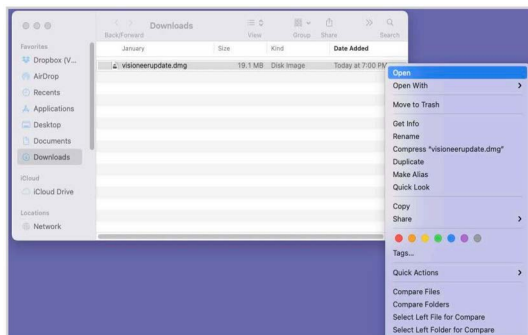 Downloads
Back/Forward View Group Share Search
Favorites
Dropbox (V...
AirDrop
Recents
Applications
Desktop
Documents
Downloads
iCloud
iCloud Drive
Locations
Network
January Size Kind Date Added
visioneerupdate.dmg 19.1 MB Disk Image Today at 7:00 PM
Open
Open With
Move to Trash
Get Info
Rename
Compress "visioneerupdate.dmg"
Duplicate
Make Alias
Quick Look
Copy
Share
Tags...
Quick Actions
Compare Files
Compare Folders
Select Left File for Compare
Select Left Folder for Compare